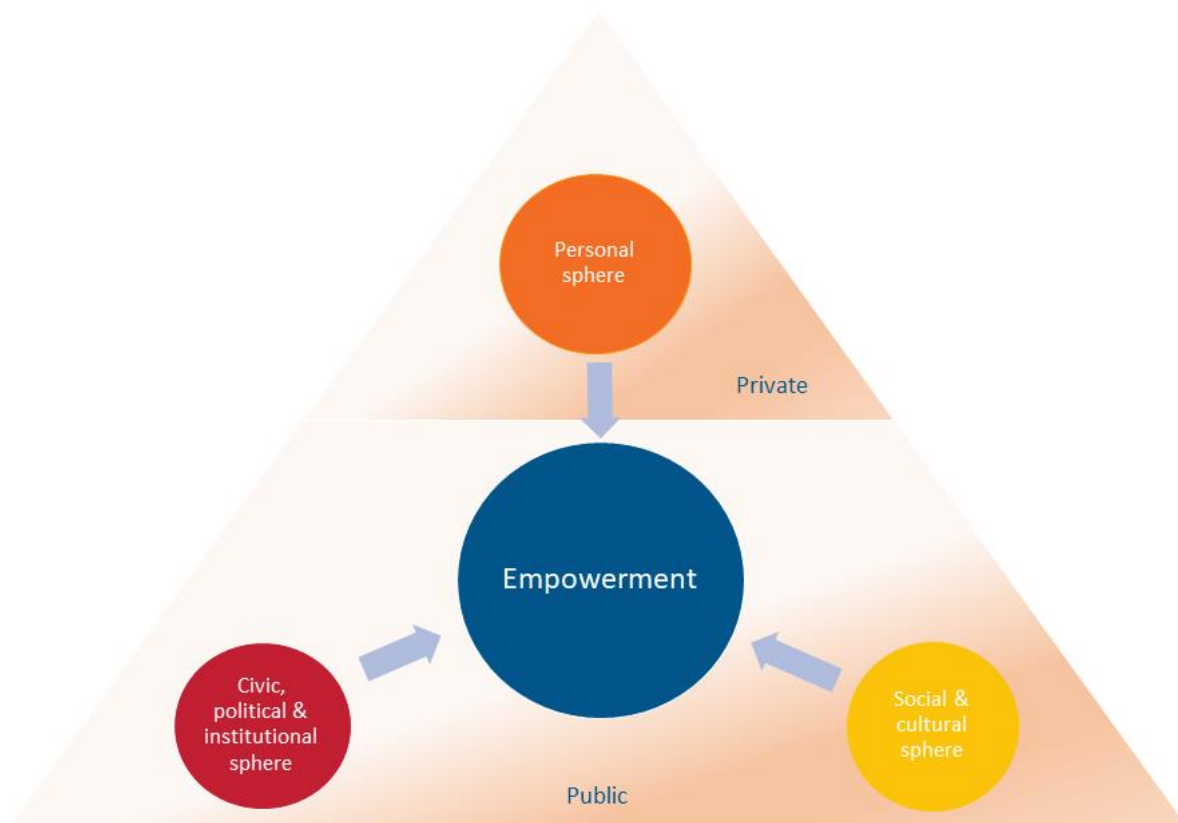 Personal
sphere
Private
Empowerment
Civic,
political &
institutional
sphere
Social &
cultural
sphere
Public